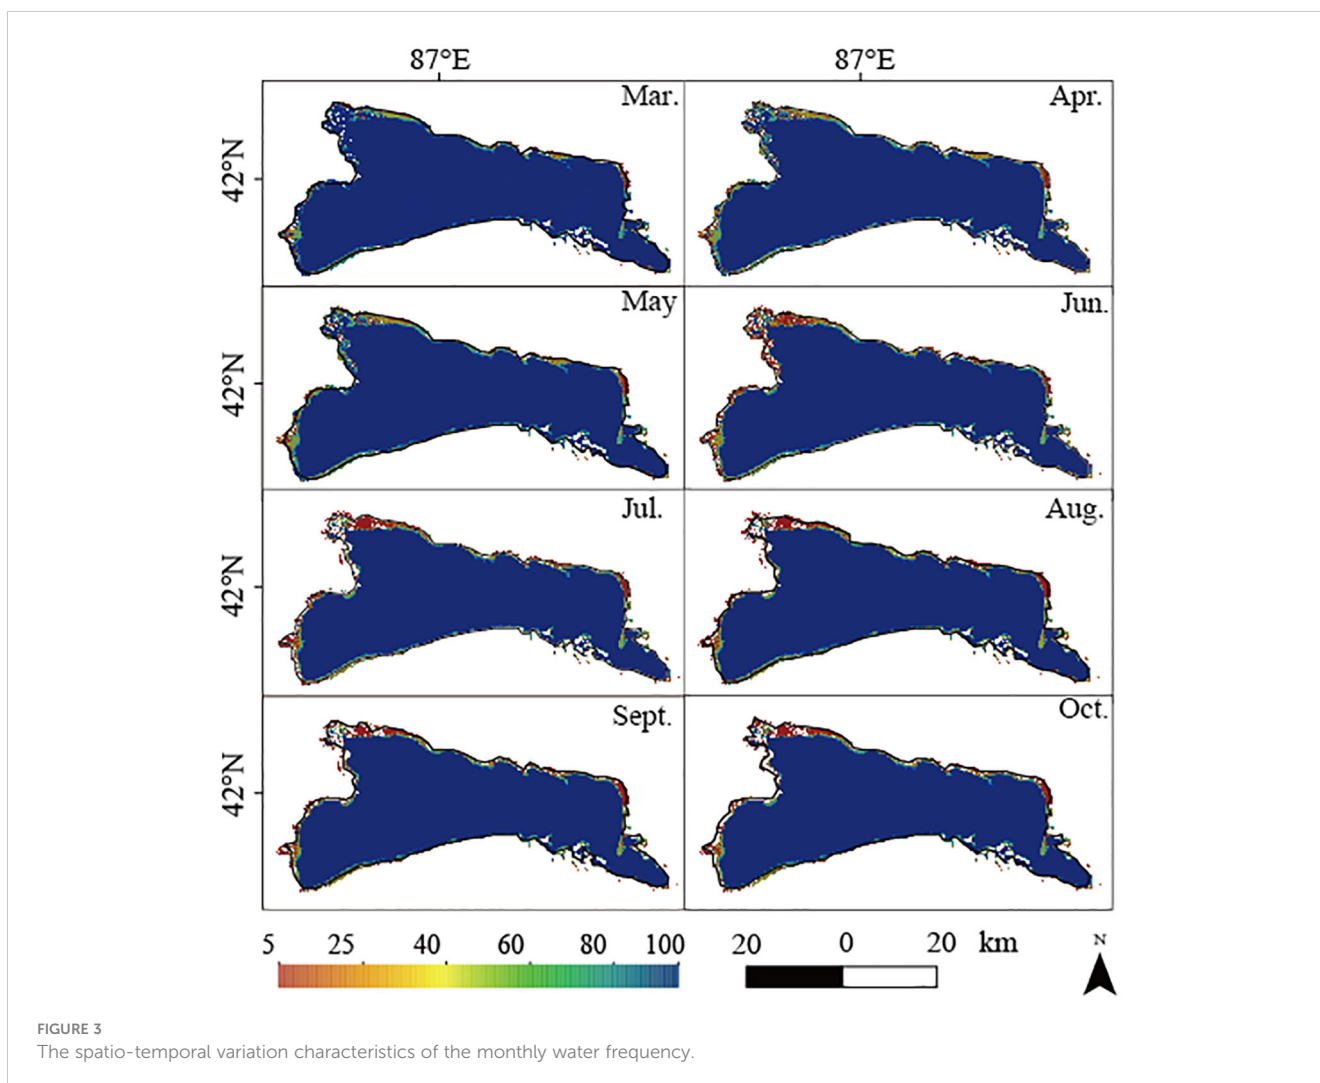 87°E 87°E
Mar. Apr.
42°N
May Jun.
42°N
Jul. Aug.
42°N
Sept. Oct.
42°N
5 25 40 60 80 100 20 0 20 km N
FIGURE 3
The spatio-temporal variation characteristics of the monthly water frequency.